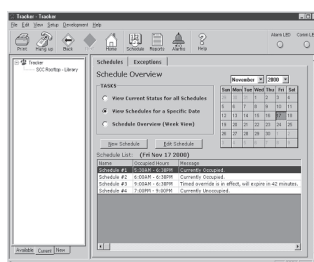 Tracker - Tracker
File Edit View Setup Development Help
Print Hang up Back Home Schedule Reports Alarms Help
Alarm LED Comm LE
Tracker
SCC Rooftop - Library
Schedules Exceptions
Schedule Overview
TASKS
View Current Status for all Schedules
View Schedules for a Specific Date
Schedule Overview (Week View)
November 2000
Sun Mon Tue Wed Thu Fri Sat
1 2 3 4
5 6 7 8 9 10 11
12 13 14 15 16 17 18
19 20 21 22 23 24 25
26 27 28 29 30
New Schedule Edit Schedule
Schedule List: (Fri Nov 17 2000)
Name Occupied Hours Message
Schedule #1 5:00AM - 6:30PM Currently Occupied.
Schedule #2 6:00AM - 6:30PM Currently Occupied.
Schedule #3 9:00AM - 6:30PM Timed override is in effect, will expire in 42 minutes.
Schedule #4 7:00PM - 9:00PM Currently Unoccupied.
Available Current New